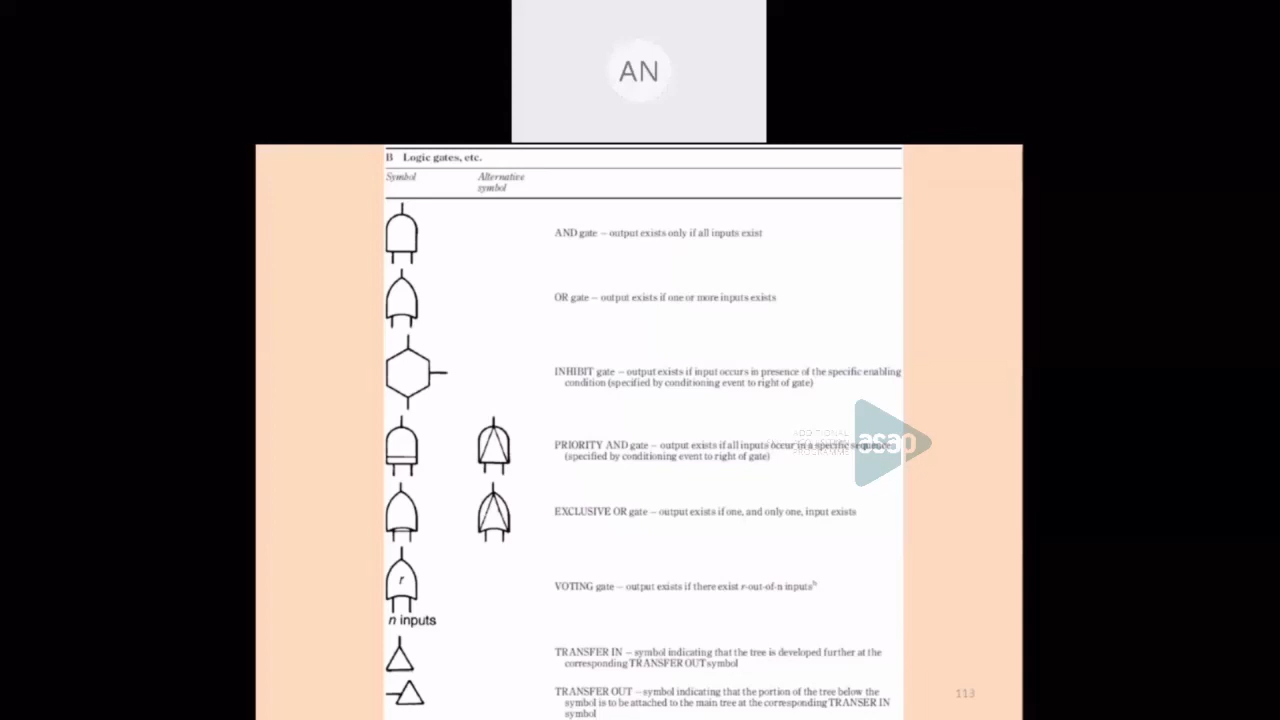 AN
B Logic gates, etc.
Symbol Alternative
symbol
AND gate – output exists only if all inputs exist
OR gate – output exists if one or more inputs exists
INHIBIT gate – output exists if input occurs in presence of the specific enabling
condition (specified by conditioning event to right of gate)
PRIORITY AND gate – output exists if all inputs occur in a specific sequence
(specified by conditioning event to right of gate)
asap
EXCLUSIVE OR gate – output exists if one, and only one, input exists
r
VOTING gate – output exists if there exist r-out-of-n inputsb
n inputs
TRANSFER IN – symbol indicating that the tree is developed further at the
corresponding TRANSFER OUT symbol
TRANSFER OUT – symbol indicating that the portion of the tree below the
symbol is to be attached to the main tree at the corresponding TRANSER IN
symbol
113